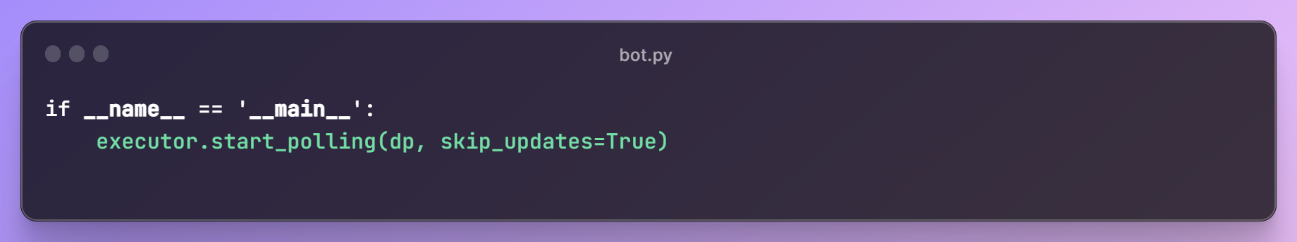 bot.py
if __name__ == '__main__':
    executor.start_polling(dp, skip_updates=True)